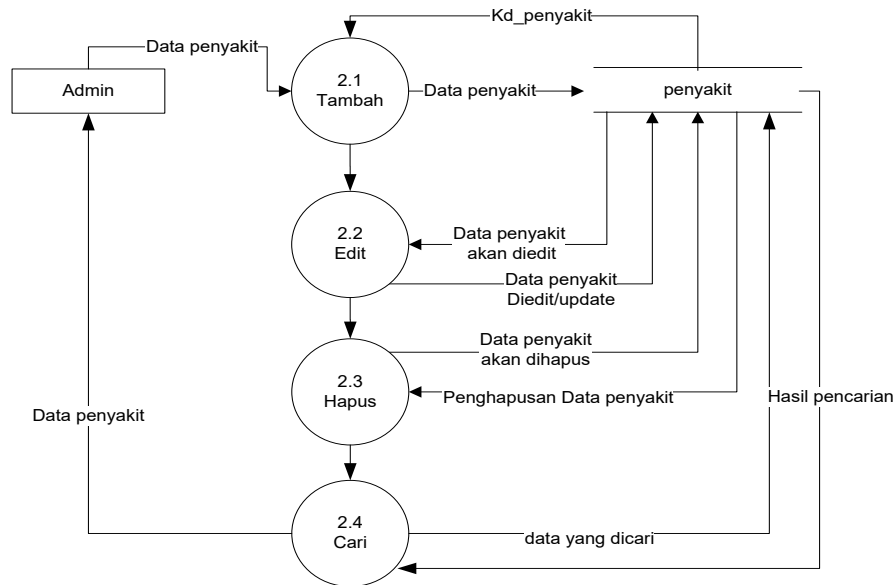 Kd_penyakit
Data penyakit
2.1
Tambah
Admin
Data penyakit
penyakit
2.2
Edit
Data penyakit
akan diedit
Data penyakit
Diedit/update
Data penyakit
akan dihapus
2.3
Hapus
Penghapusan Data penyakit
Hasil pencarian
Data penyakit
2.4
Cari
data yang dicari